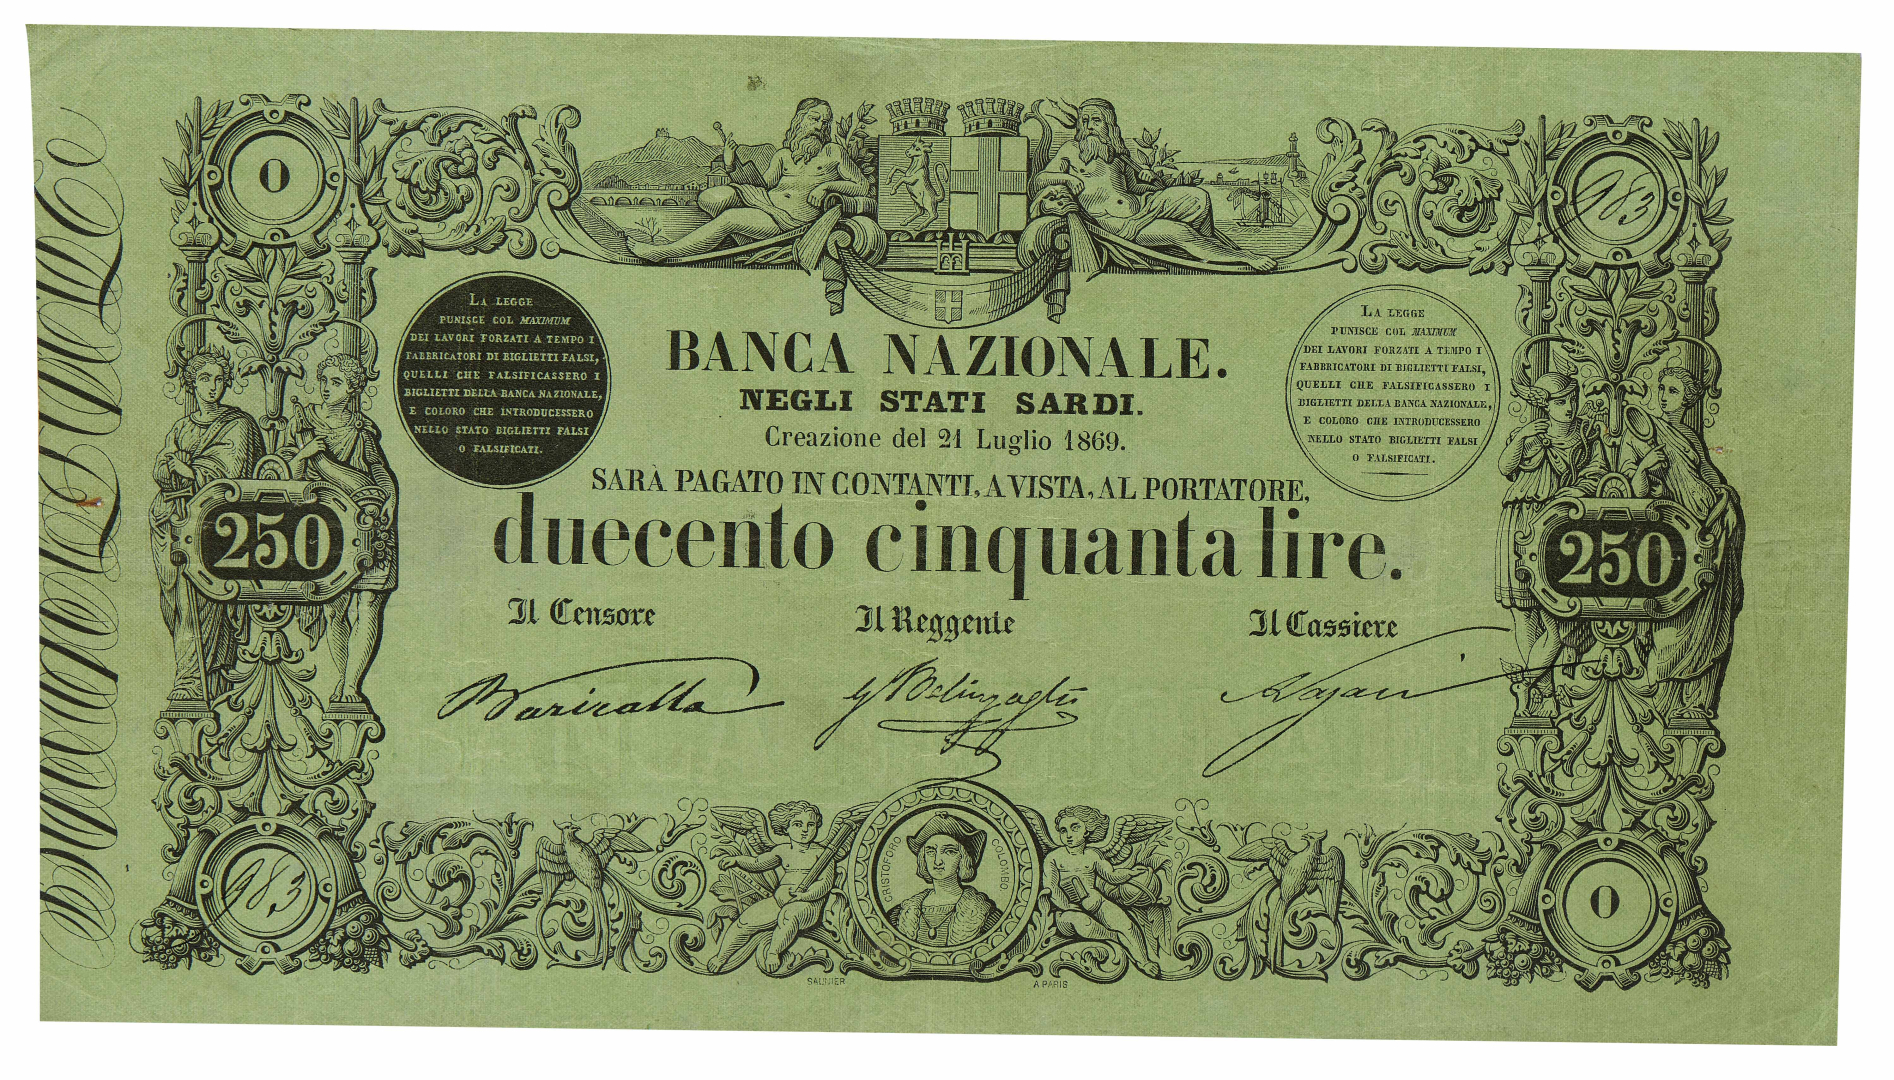 O
983
LA LEGGE
PUNISCE COL MAXIMUM
DEI LAVORI FORZATI A TEMPO I
FABBRICATORI DI BIGLIETTI FALSI,
QUELLI CHE FALSIFICASSERO I
BIGLIETTI DELLA BANCA NAZIONALE,
E COLORO CHE INTRODUCESSERO
NELLO STATO BIGLIETTI FALSI
O FALSIFICATI.
LA LEGGE
PUNISCE COL MAXIMUM
DEI LAVORI FORZATI A TEMPO I
FABBRICATORI DI BIGLIETTI FALSI,
QUELLI CHE FALSIFICASSERO I
BIGLIETTI DELLA BANCA NAZIONALE,
E COLORO CHE INTRODUCESSERO
NELLO STATO BIGLIETTI FALSI
O FALSIFICATI.
BANCA NAZIONALE.
NEGLI STATI SARDI.
Creazione del 21 Luglio 1869.
SARÀ PAGATO IN CONTANTI, A VISTA, AL PORTATORE,
duecento cinquanta lire.
250
250
Il Censore
Il Reggente
Il Cassiere
CRISTOFORO COLOMBO
983
O
A PARIS